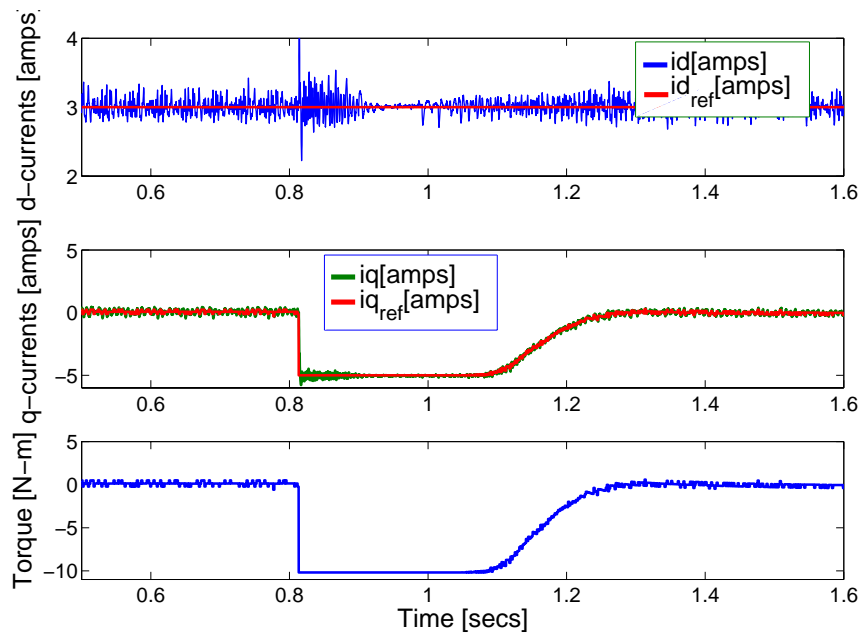 d−currents [amps]
4
3
2
id[amps]
id_ref[amps]
0.6 0.8 1 1.2 1.4 1.6
q−currents [amps]
5
0
−5
iq[amps]
iq_ref[amps]
0.6 0.8 1 1.2 1.4 1.6
Torque [N−m]
5
0
−5
−10
0.6 0.8 1 1.2 1.4 1.6
Time [secs]